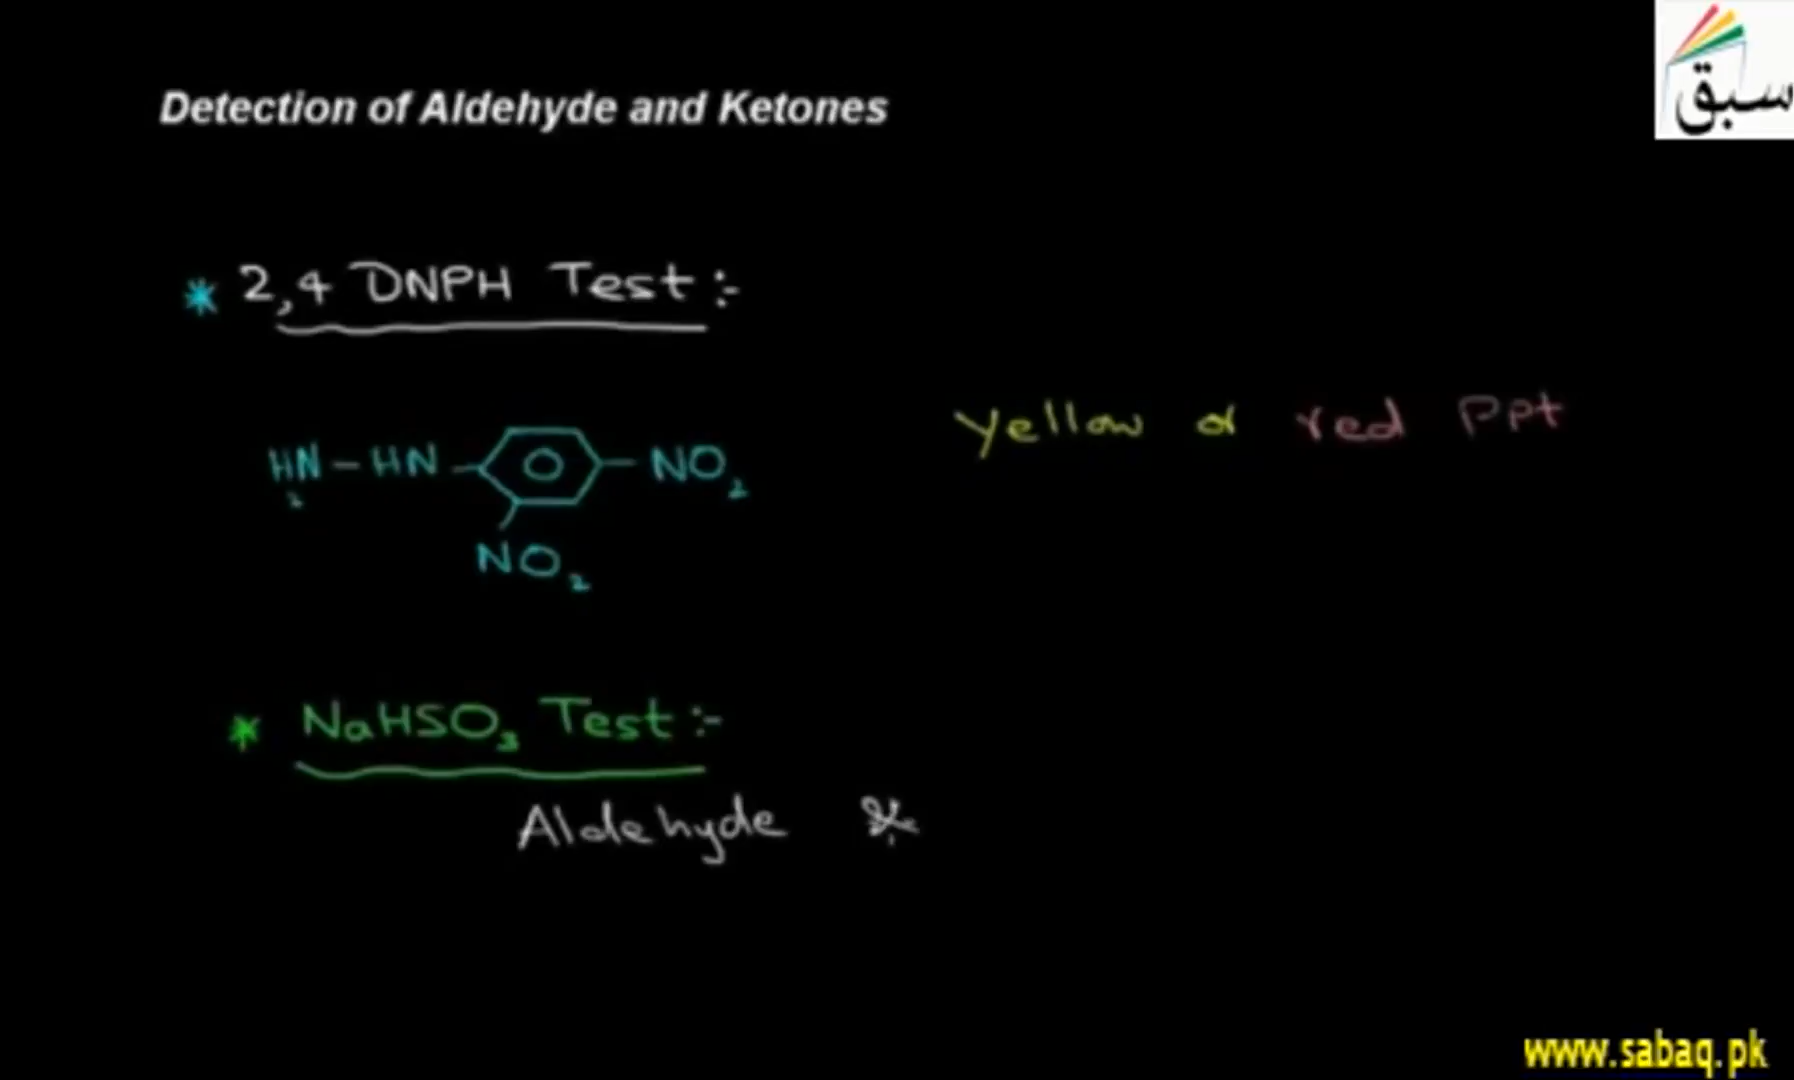 سبق
Detection of Aldehyde and Ketones
* 2,4 DNPH Test :-
Yellow or red PPt
H₂N - HN - NO₂
NO₂
* NaHSO₃ Test :-
Aldehyde &
www.sabaq.pk